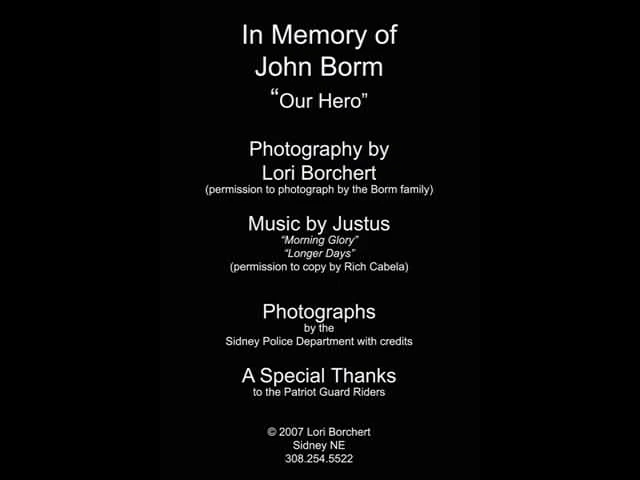 In Memory of
John Borm
“Our Hero”
Photography by
Lori Borchert
(permission to photograph by the Borm family)
Music by Justus
“Morning Glory”
“Longer Days”
(permission to copy by Rich Cabela)
Photographs
by the
Sidney Police Department with credits
A Special Thanks
to the Patriot Guard Riders
© 2007 Lori Borchert
Sidney NE
308.254.5522